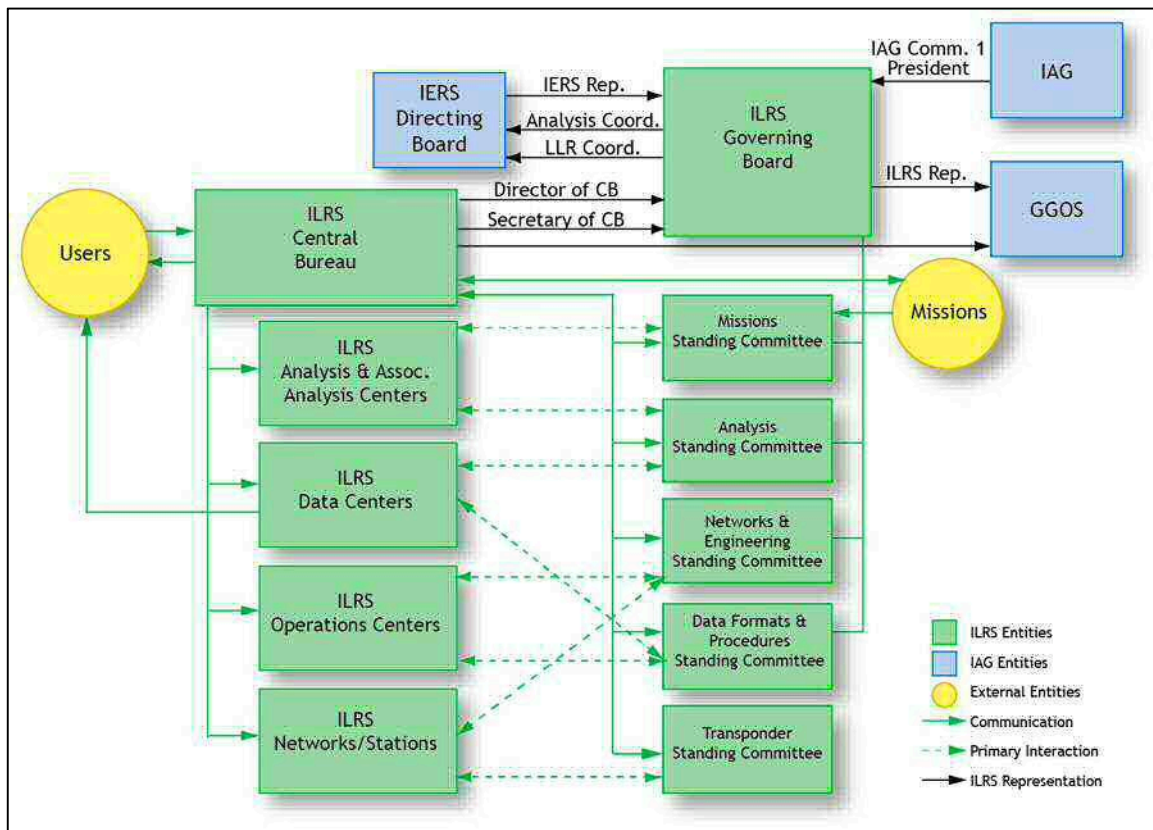 IAG Comm. 1
President
IAG
IERS
Directing
Board
IERS Rep.
Analysis Coord.
LLR Coord.
ILRS
Governing
Board
ILRS Rep.
GGOS
Director of CB
Secretary of CB
Users
ILRS
Central
Bureau
Missions
ILRS
Analysis & Assoc.
Analysis Centers
Missions
Standing Committee
ILRS
Data Centers
Analysis
Standing Committee
ILRS
Operations Centers
Networks &
Engineering
Standing Committee
ILRS
Networks/Stations
Data Formats &
Procedures
Standing Committee
Transponder
Standing Committee
ILRS Entities
IAG Entities
External Entities
Communication
Primary Interaction
ILRS Representation